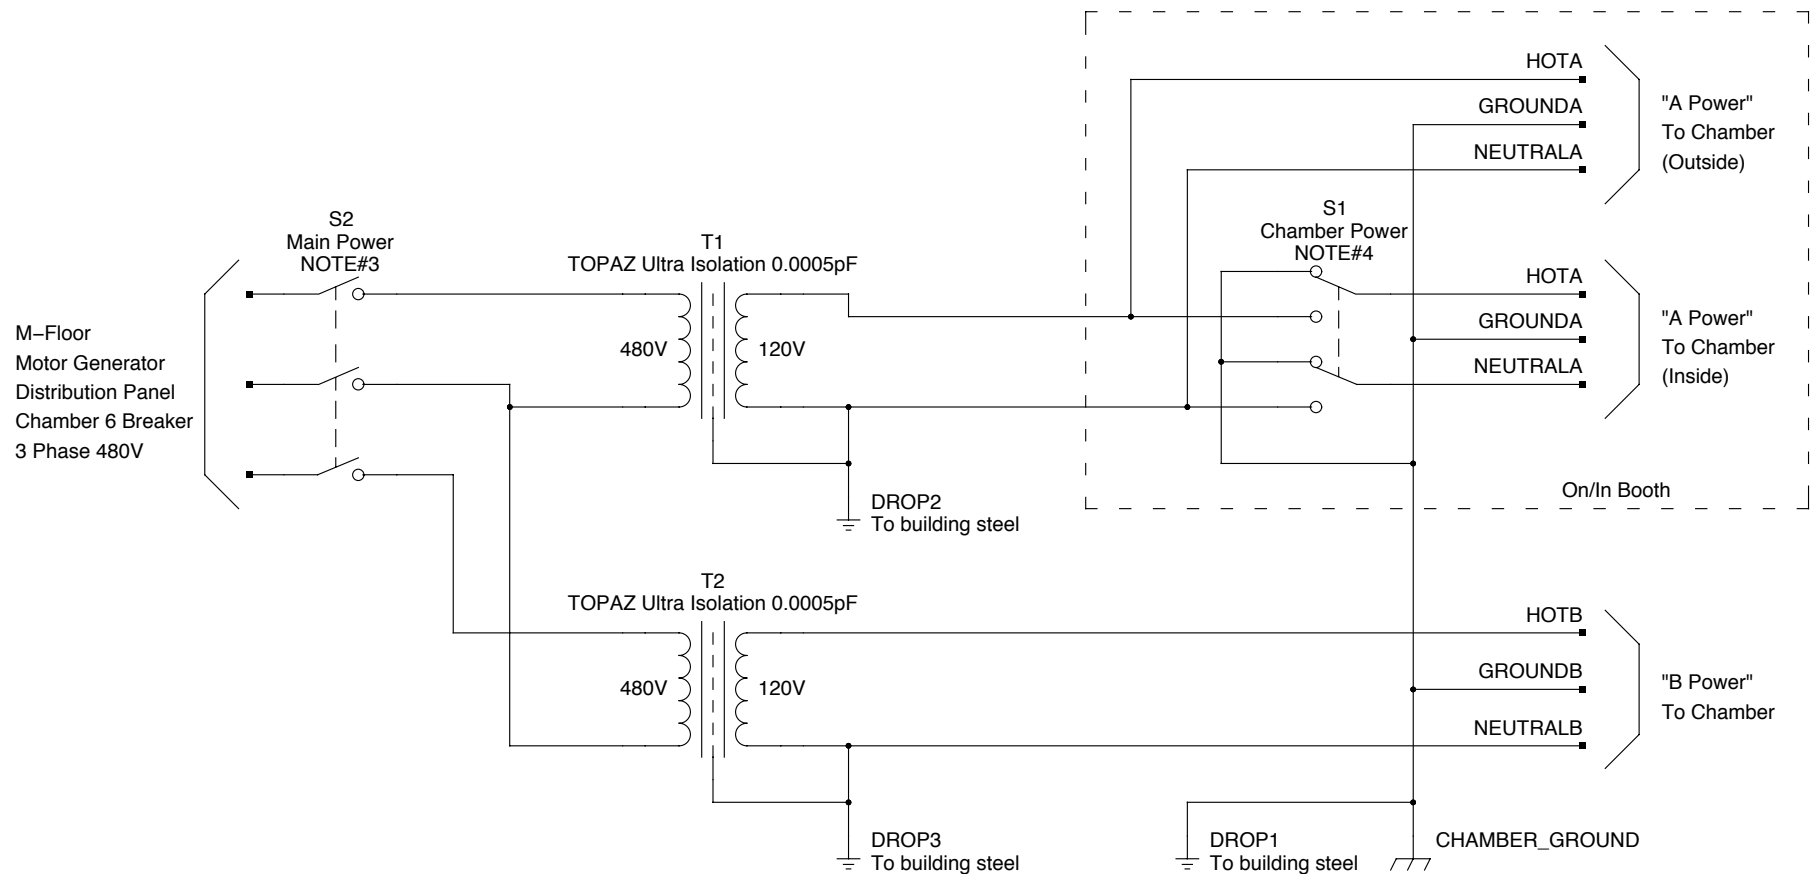 HOTA
GROUNDA
NEUTRALA
"A Power"
To Chamber
(Outside)
S2
Main Power
NOTE#3
T1
TOPAZ Ultra Isolation 0.0005pF
S1
Chamber Power
NOTE#4
HOTA
GROUNDA
NEUTRALA
"A Power"
To Chamber
(Inside)
M–Floor
Motor Generator
Distribution Panel
Chamber 6 Breaker
3 Phase 480V
480V
120V
DROP2
To building steel
On/In Booth
T2
TOPAZ Ultra Isolation 0.0005pF
480V
120V
HOTB
GROUNDB
NEUTRALB
"B Power"
To Chamber
DROP3
To building steel
DROP1
To building steel
CHAMBER_GROUND